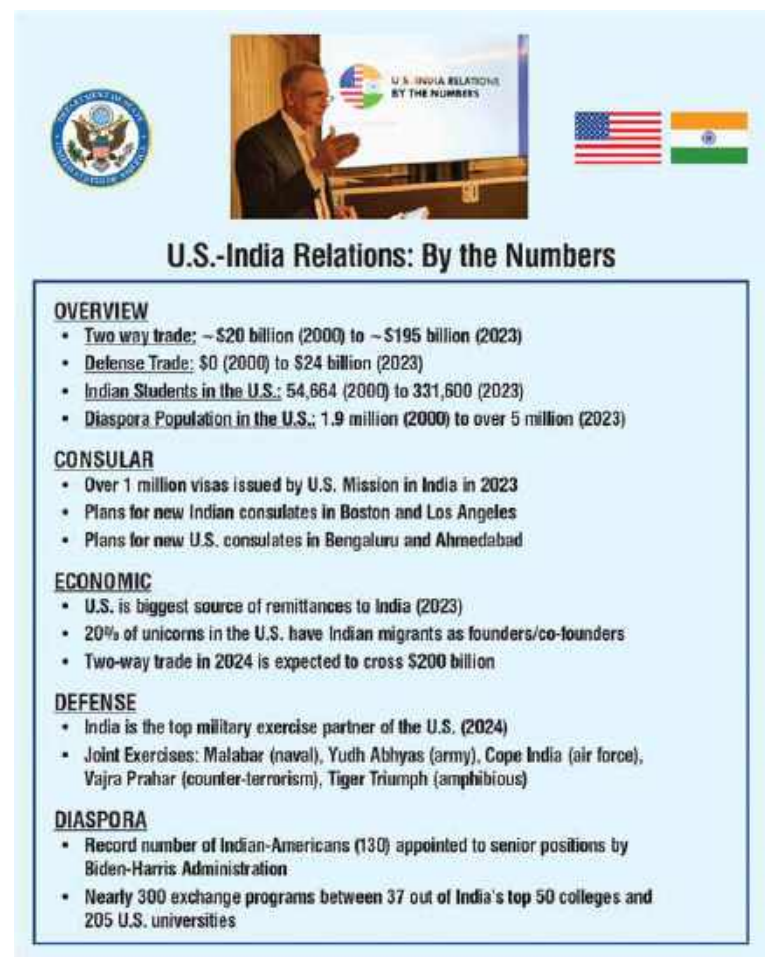 DEPARTMENT OF STATE
UNITED STATES OF AMERICA
U.S.-INDIA RELATIONS
BY THE NUMBERS
U.S.-India Relations: By the Numbers
OVERVIEW
• Two way trade: ~$20 billion (2000) to ~$195 billion (2023)
• Defense Trade: $0 (2000) to $24 billion (2023)
• Indian Students in the U.S.: 54,664 (2000) to 331,600 (2023)
• Diaspora Population in the U.S.: 1.9 million (2000) to over 5 million (2023)
CONSULAR
• Over 1 million visas issued by U.S. Mission in India in 2023
• Plans for new Indian consulates in Boston and Los Angeles
• Plans for new U.S. consulates in Bengaluru and Ahmedabad
ECONOMIC
• U.S. is biggest source of remittances to India (2023)
• 20% of unicorns in the U.S. have Indian migrants as founders/co-founders
• Two-way trade in 2024 is expected to cross $200 billion
DEFENSE
• India is the top military exercise partner of the U.S. (2024)
• Joint Exercises: Malabar (naval), Yudh Abhyas (army), Cope India (air force),
Vajra Prahar (counter-terrorism), Tiger Triumph (amphibious)
DIASPORA
• Record number of Indian-Americans (130) appointed to senior positions by
Biden-Harris Administration
• Nearly 300 exchange programs between 37 out of India's top 50 colleges and
205 U.S. universities